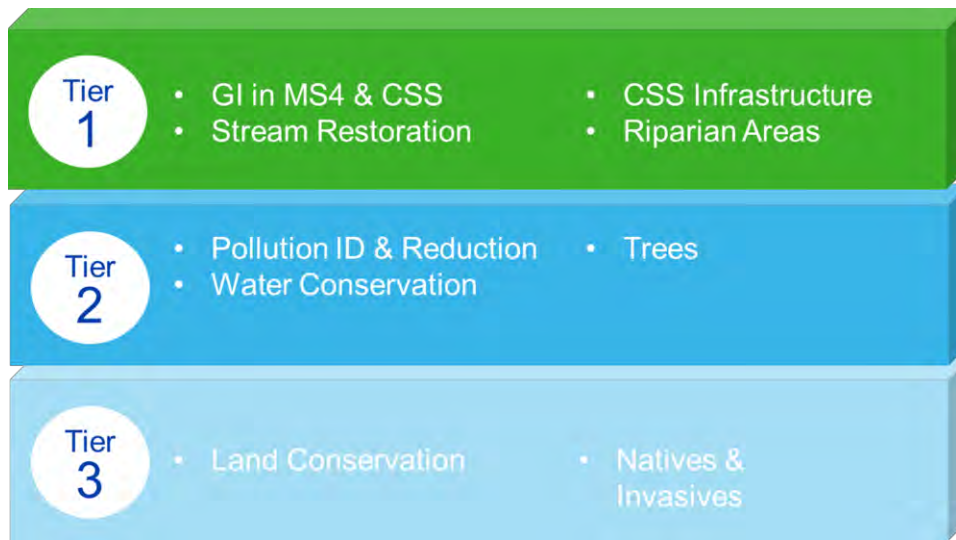 Tier
1
• GI in MS4 & CSS
• Stream Restoration
• CSS Infrastructure
• Riparian Areas
Tier
2
• Pollution ID & Reduction
• Water Conservation
• Trees
Tier
3
• Land Conservation
• Natives &
Invasives